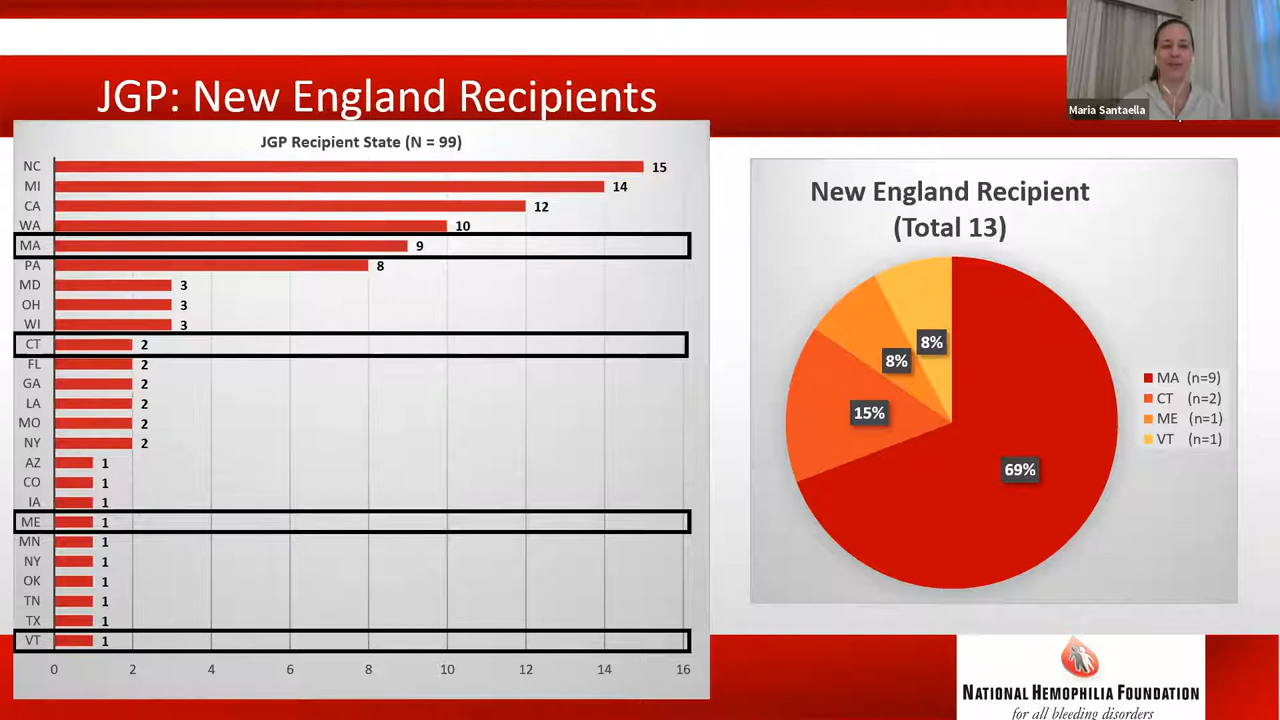 JGP: New England Recipients
Maria Santaella
JGP Recipient State (N = 99)
NC 15
MI 14
CA 12
WA 10
MA 9
PA 8
MD 3
OH 3
WI 3
CT 2
FL 2
GA 2
LA 2
MO 2
NY 2
AZ 1
CO 1
IA 1
ME 1
MN 1
NY 1
OK 1
TN 1
TX 1
VT 1
0 2 4 6 8 10 12 14 16
New England Recipient
(Total 13)
8%
8%
15%
69%
MA (n=9)
CT (n=2)
ME (n=1)
VT (n=1)
NATIONAL HEMOPHILIA FOUNDATION
for all bleeding disorders